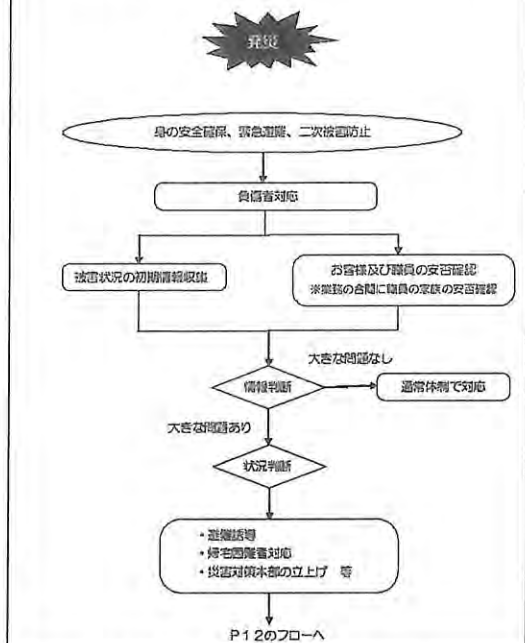 発災
身の安全確保、緊急避難、二次被害防止
負傷者対応
被害状況の初期情報収集
お客様及び職員の安否確認
※業務の合間に職員の家族の安否確認
大きな問題なし
情報判断
通常体制で対応
大きな問題あり
状況判断
・避難誘導
・帰宅困難者対応
・災害対策本部の立上げ 等
P12のフローへ